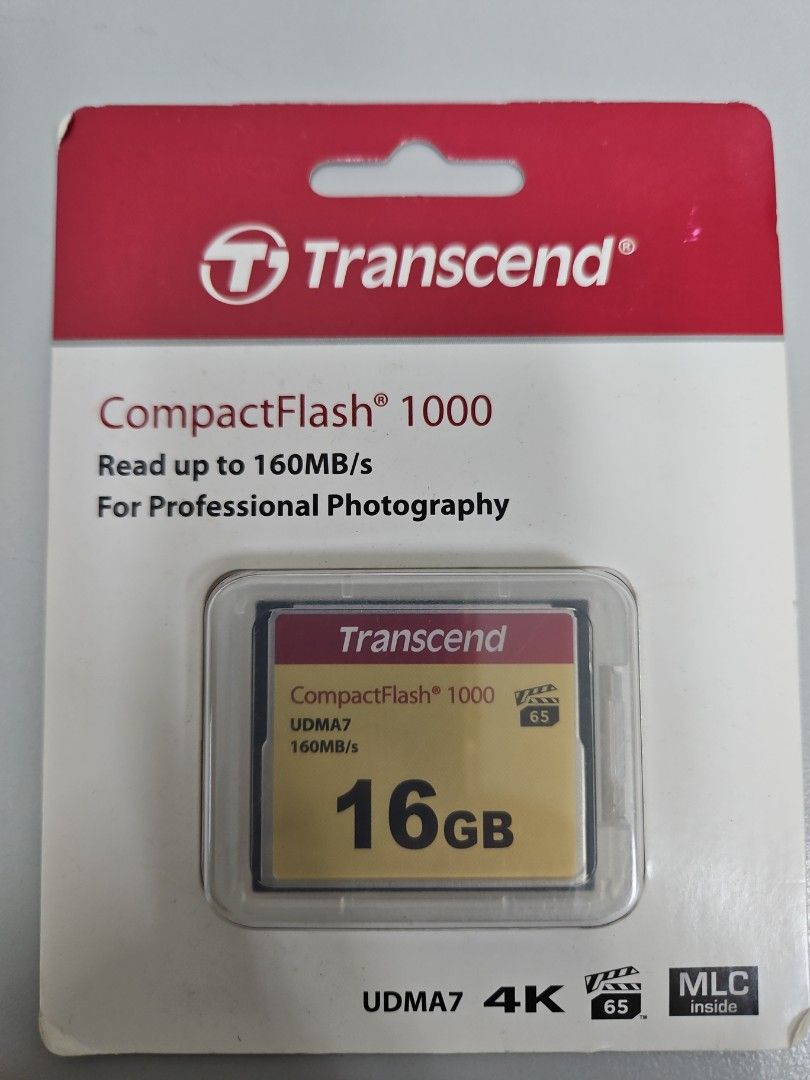 Transcend®
CompactFlash® 1000
Read up to 160MB/s
For Professional Photography
Transcend
CompactFlash® 1000
UDMA7
65
160MB/s
16GB
UDMA7 4K 65™ MLC inside